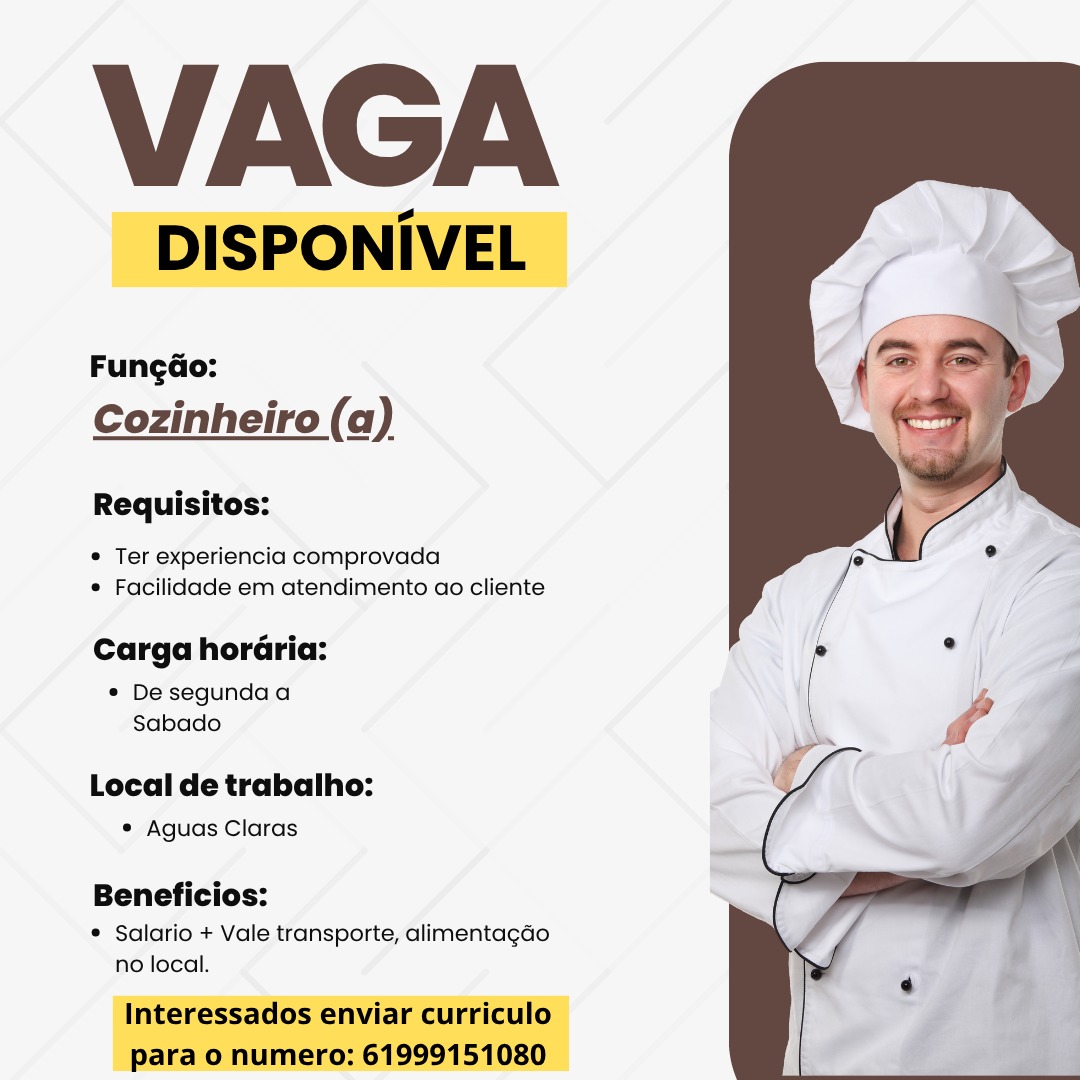 VAGA
DISPONÍVEL
Função:
Cozinheiro (a)
Requisitos:
• Ter experiencia comprovada
• Facilidade em atendimento ao cliente
Carga horária:
• De segunda a
Sabado
Local de trabalho:
• Aguas Claras
Beneficios:
• Salario + Vale transporte, alimentação
no local.
Interessados enviar curriculo
para o numero: 61999151080